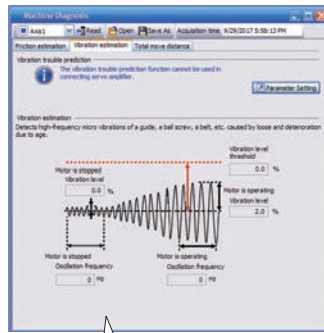 Machine Diagnosis
Axis1 Read Open Save As Acquisition time 9/29/2017 5:58:13 PM
Friction estimation Vibration estimation Total move distance
Vibration trouble prediction
The vibration trouble prediction function cannot be used in
connecting servo amplifier.
Parameter Setting
Vibration estimation
Detects high-frequency micro vibrations of a guide, a ball screw, a belt, etc. caused by loose and deterioration
due to age.
Vibration level
threshold
0.0 %
Motor is stopped
Vibration level
0.0 %
Motor is operating
Vibration level
2.0 %
Motor is stopped
Oscillation frequency
0 Hz
Motor is operating
Oscillation frequency
0 Hz